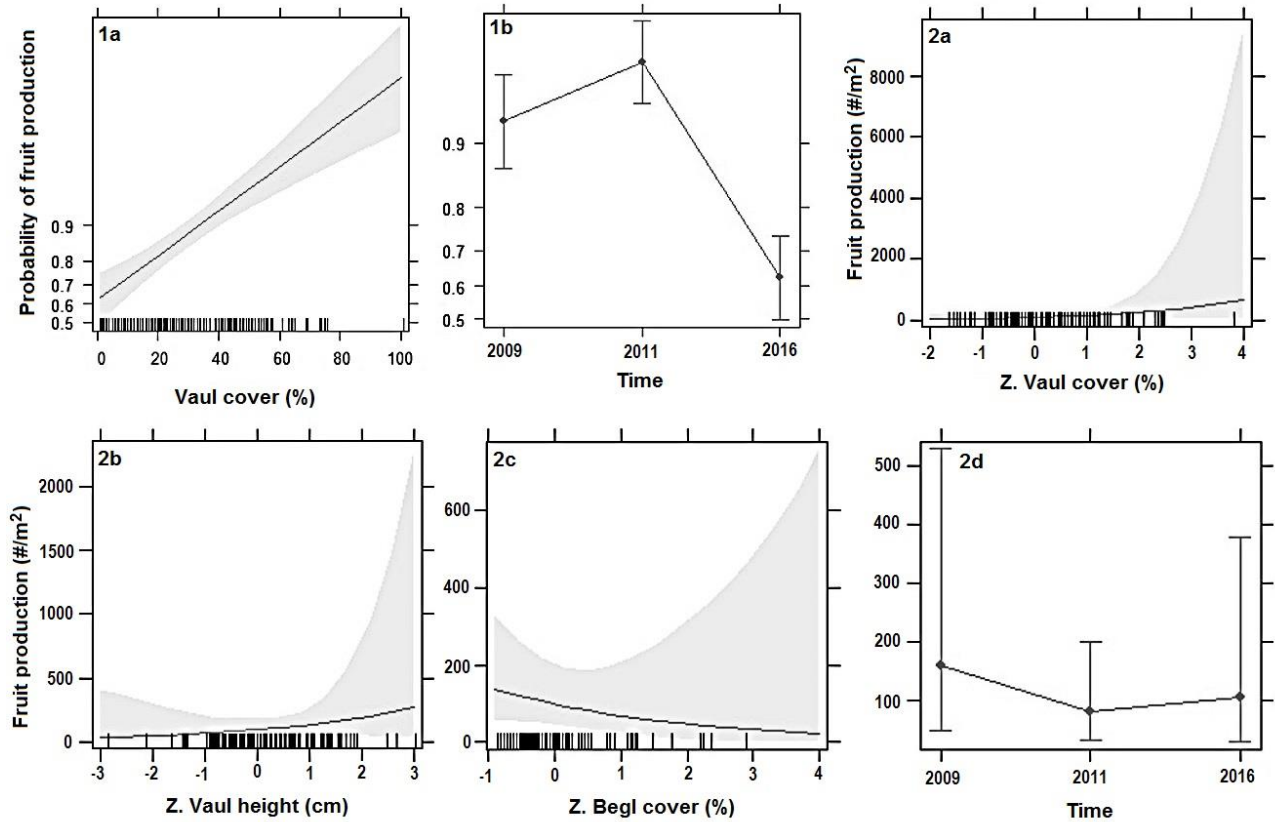 1a
Probability of fruit production
0.9
0.8
0.7
0.6
0.5
0 20 40 60 80 100
Vaul cover (%)
1b
0.9
0.8
0.7
0.6
0.5
2009 2011 2016
Time
2a
Fruit production (#/m²)
8000
6000
4000
2000
0
-2 -1 0 1 2 3 4
Z. Vaul cover (%)
2b
Fruit production (#/m²)
2000
1500
1000
500
0
-3 -2 -1 0 1 2 3
Z. Vaul height (cm)
2c
600
400
200
0
-1 0 1 2 3 4
Z. Begl cover (%)
2d
500
400
300
200
100
2009 2011 2016
Time